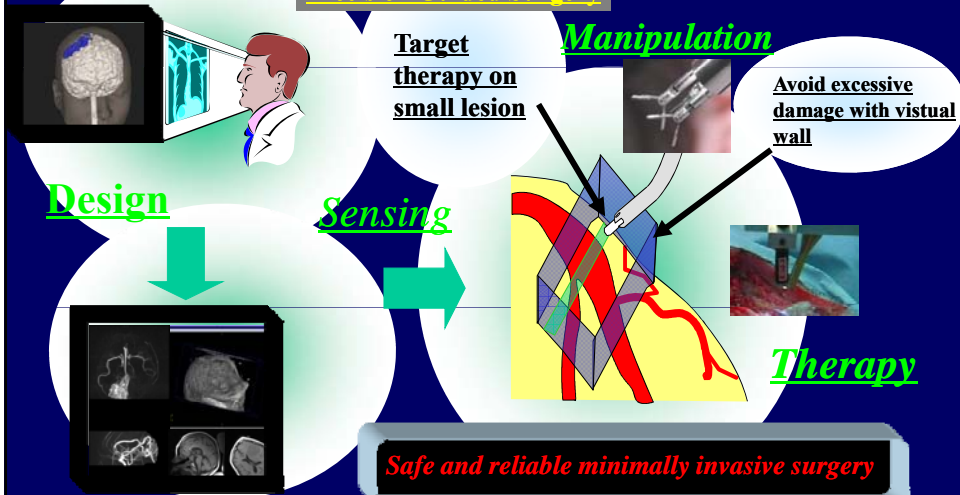 Surgery
Manipulation
Target
therapy on
small lesion
Avoid excessive
damage with vistual
wall
Design
Sensing
Therapy
Safe and reliable minimally invasive surgery